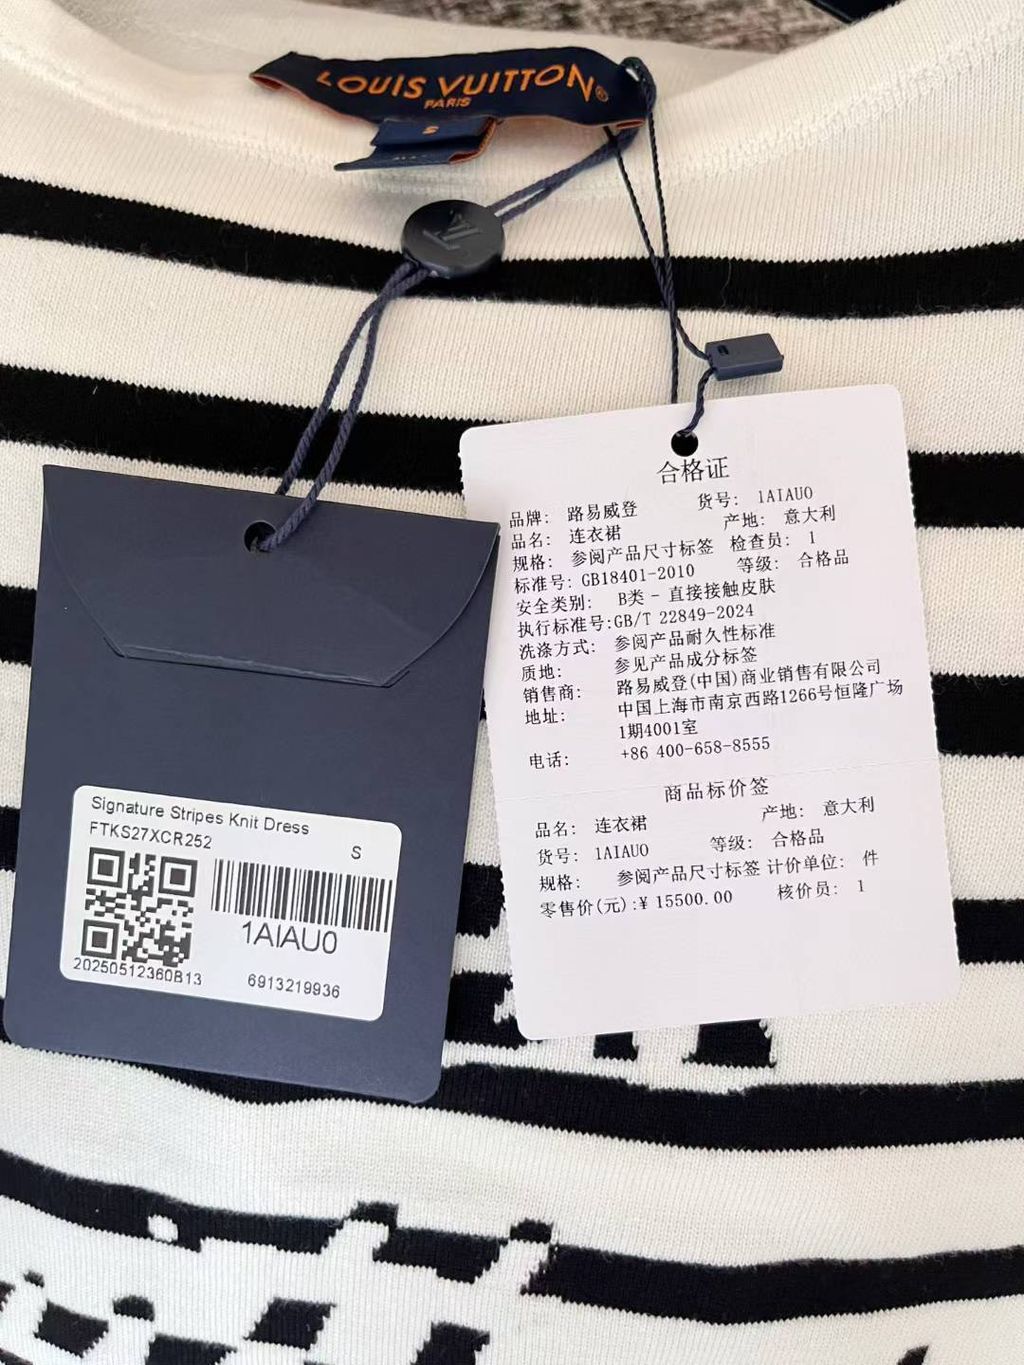 LOUIS VUITTON®
PARIS
S
合格证
品牌: 路易威登 货号: 1AIAU0
品名: 连衣裙 产地: 意大利
规格: 参阅产品尺寸标签 检查员: 1
标准号: GB18401-2010 等级: 合格品
安全类别: B类 - 直接接触皮肤
执行标准号:GB/T 22849-2024
洗涤方式: 参阅产品耐久性标准
质地: 参见产品成分标签
销售商: 路易威登(中国)商业销售有限公司
地址: 中国上海市南京西路1266号恒隆广场
1期4001室
电话: +86 400-658-8555
商品标价签
品名: 连衣裙 产地: 意大利
货号: 1AIAU0 等级: 合格品
规格: 参阅产品尺寸标签 计价单位: 件
零售价(元):¥ 15500.00 核价员: 1
Signature Stripes Knit Dress
FTKS27XCR252 S
1AIAU0
20250512360B13 6913219936